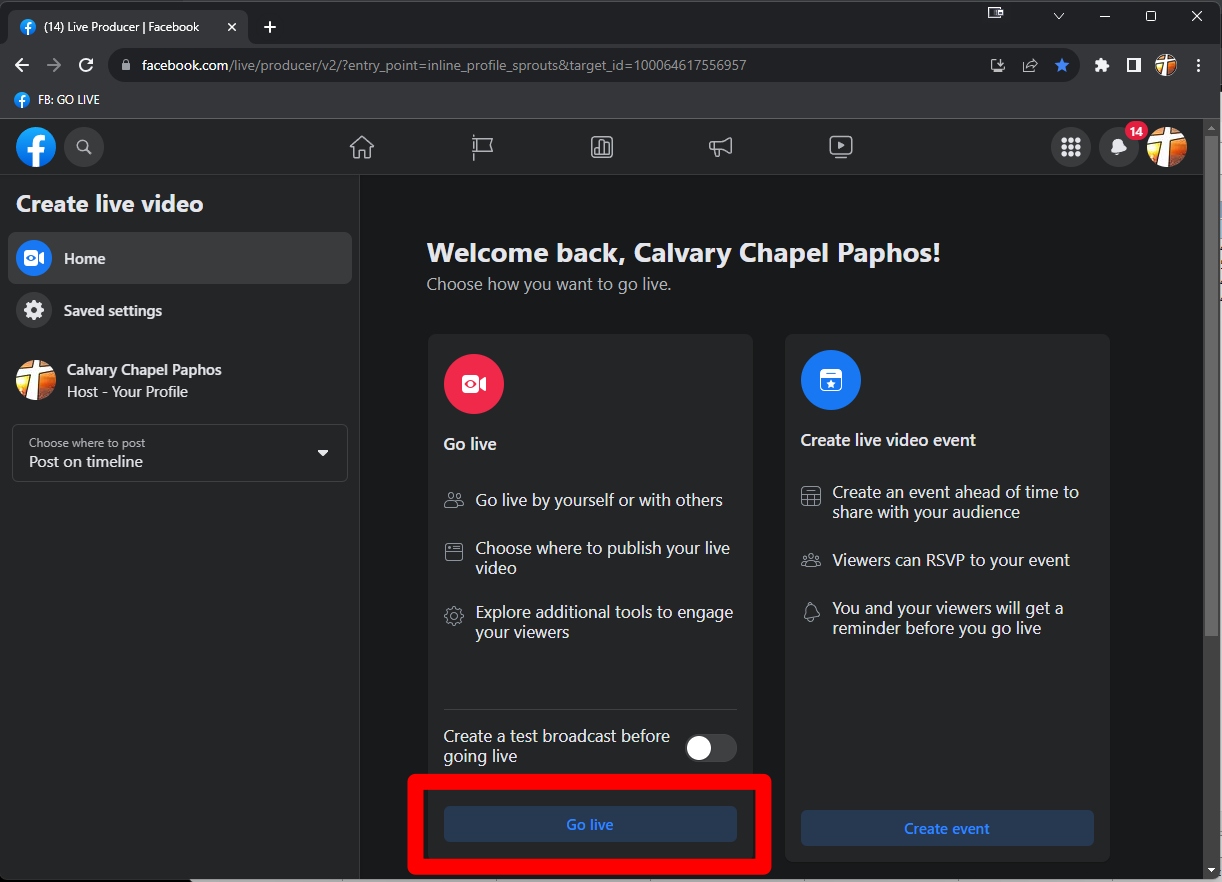 (14) Live Producer | Facebook
facebook.com/live/producer/v2/?entry_point=inline_profile_sprouts&target_id=100064617556957
FB: GO LIVE
14
Create live video
Home
Saved settings
Calvary Chapel Paphos
Host - Your Profile
Choose where to post
Post on timeline
Welcome back, Calvary Chapel Paphos!
Choose how you want to go live.
Go live
Go live by yourself or with others
Choose where to publish your live
video
Explore additional tools to engage
your viewers
Create a test broadcast before
going live
Go live
Create live video event
Create an event ahead of time to
share with your audience
Viewers can RSVP to your event
You and your viewers will get a
reminder before you go live
Create event